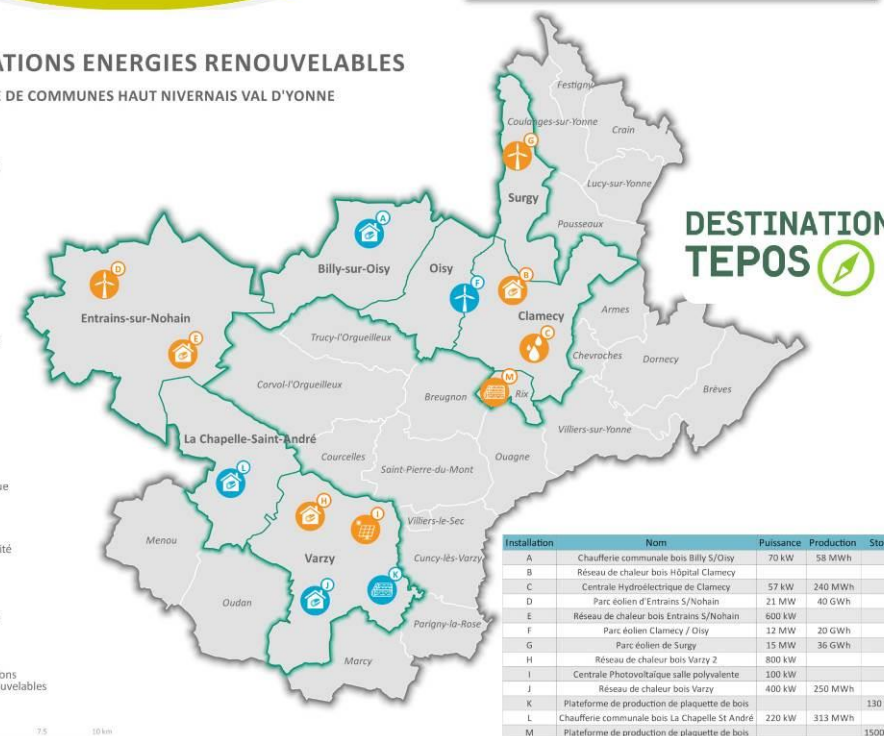 ATIONS ENERGIES RENOUVELABLES
DE COMMUNES HAUT NIVERNAIS VAL D'YONNE
Festigny
Coulanges-sur-Yonne
Crain
G
Lucy-sur-Yonne
Surgy
Pousseaux
DESTINATION
TEPOS
A
Billy-sur-Oisy
Oisy
F
B
D
Clamecy
Entrains-sur-Nohain
C
Armes
E
Trucy-l'Orgueilleux
Chevroches
Dornecy
Corvol-l'Orgueilleux
M
Breugnon
Rix
Brèves
La Chapelle-Saint-André
Villiers-sur-Yonne
Courcelles
Ouagne
L
Saint-Pierre-du-Mont
H
I
Villiers-le-Sec
Menou
Varzy
Cuncy-lès-Varzy
J
K
Oudan
Parigny-la-Rose
Marcy
ue
ité
ons
uvelables
7.5 10 km
Installation Nom Puissance Production Sto
A Chaufferie communale bois Billy S/Oisy 70 kW 58 MWh
B Réseau de chaleur bois Hôpital Clamecy
C Centrale Hydroélectrique de Clamecy 57 kW 240 MWh
D Parc éolien d'Entrains S/Nohain 21 MW 40 GWh
E Réseau de chaleur bois Entrains S/Nohain 600 kW
F Parc éolien Clamecy / Oisy 12 MW 20 GWh
G Parc éolien de Surgy 15 MW 36 GWh
H Réseau de chaleur bois Varzy 2 800 kW
I Centrale Photovoltaïque salle polyvalente 100 kW
J Réseau de chaleur bois Varzy 400 kW 250 MWh
K Plateforme de production de plaquette de bois 130
L Chaufferie communale bois La Chapelle St André 220 kW 313 MWh
M Plateforme de production de plaquette de bois 1500